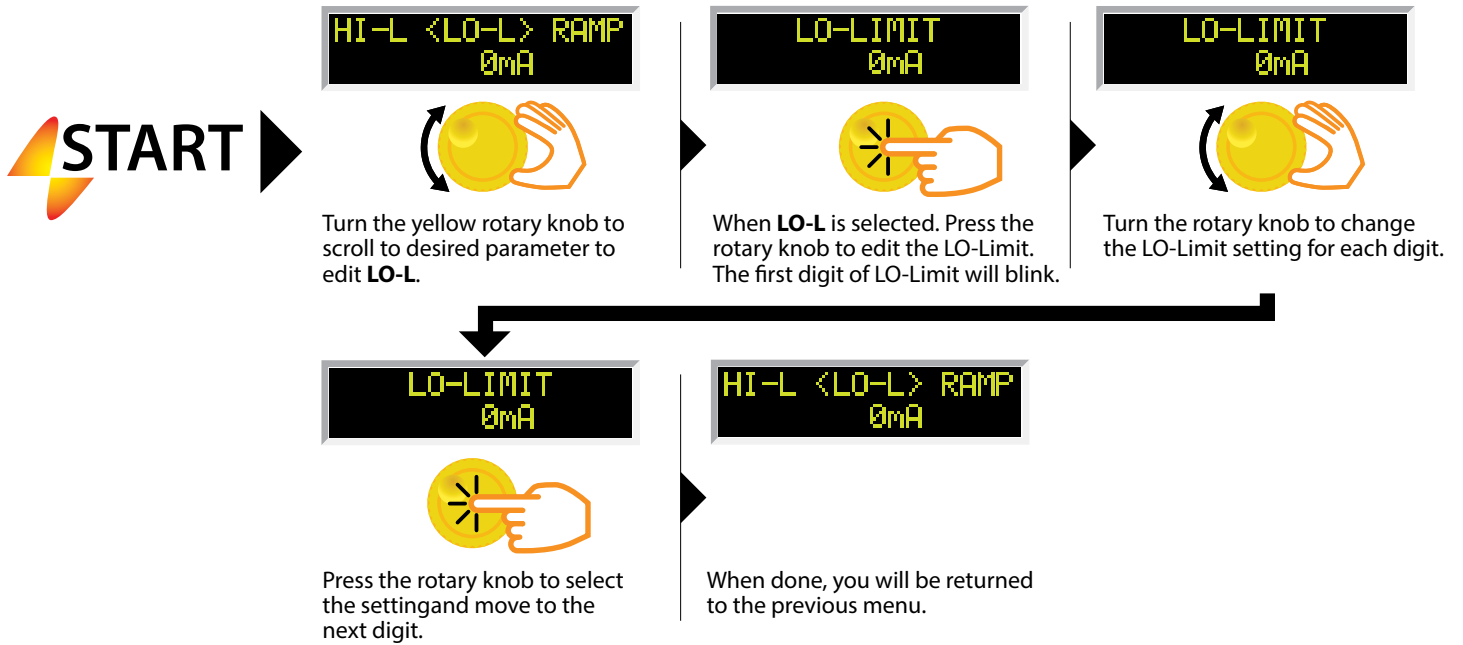 START
HI-L <LO-L> RAMP
0mA
Turn the yellow rotary knob to
scroll to desired parameter to
edit LO-L.
LO-LIMIT
0mA
When LO-L is selected. Press the
rotary knob to edit the LO-Limit.
The first digit of LO-Limit will blink.
LO-LIMIT
0mA
Turn the rotary knob to change
the LO-Limit setting for each digit.
LO-LIMIT
0mA
Press the rotary knob to select
the settingand move to the
next digit.
HI-L <LO-L> RAMP
0mA
When done, you will be returned
to the previous menu.